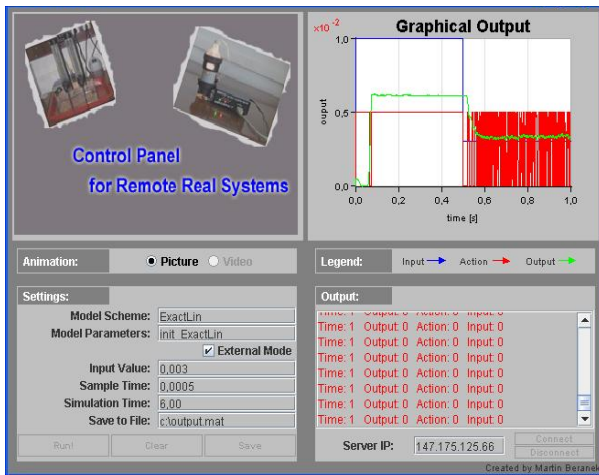 Control Panel
for Remote Real Systems
Graphical Output
x10 -2
1,0
0,5
0,0
ouput
0,0 0,2 0,4 0,6 0,8 1,0
time [s]
Animation: Picture Video
Legend: Input Action Output
Settings:
Model Scheme: ExactLin
Model Parameters: init_ExactLin
External Mode
Input Value: 0,003
Sample Time: 0,0005
Simulation Time: 6,00
Save to File: c:\output.mat
Run! Clear Save
Output:
Time: 1 Output: 0 Action: 0 Input: 0
Time: 1 Output: 0 Action: 0 Input: 0
Time: 1 Output: 0 Action: 0 Input: 0
Time: 1 Output: 0 Action: 0 Input: 0
Time: 1 Output: 0 Action: 0 Input: 0
Time: 1 Output: 0 Action: 0 Input: 0
Time: 1 Output: 0 Action: 0 Input: 0
Server IP: 147.175.125.66
Connect
Disconnect
Created by Martin Beranek